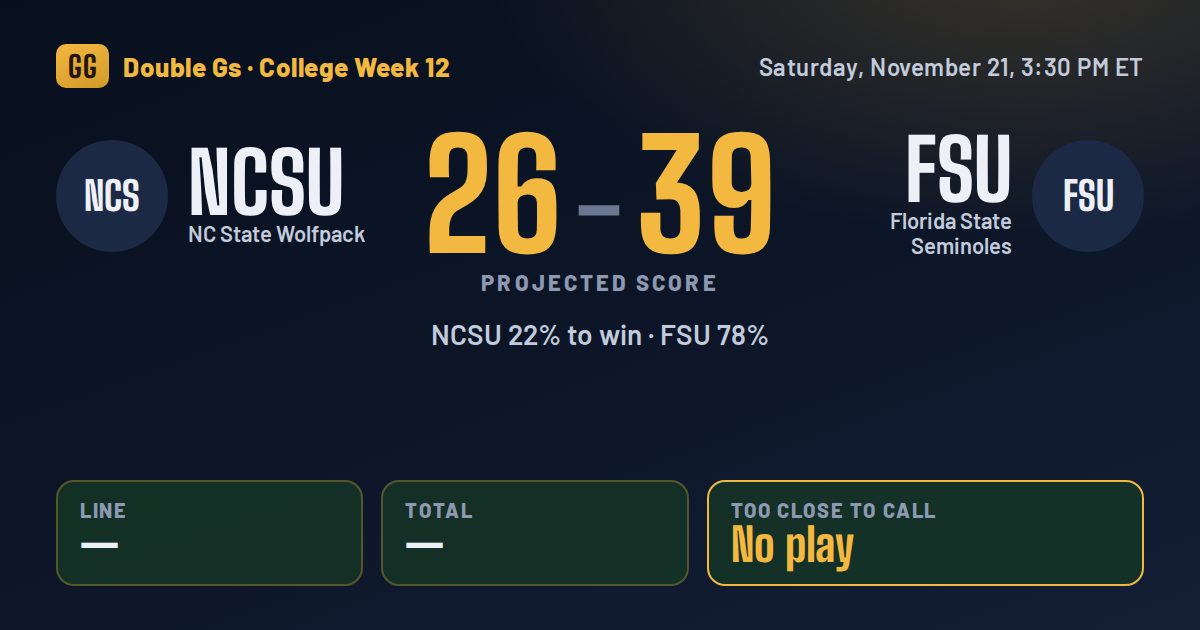 GG
Double Gs · College Week 12
Saturday, November 21, 3:30 PM ET
NCS
NCSU
NC State Wolfpack
26 – 39
PROJECTED SCORE
NCSU 22% to win · FSU 78%
FSU
Florida State
Seminoles
FSU
LINE
—
TOTAL
—
TOO CLOSE TO CALL
No play